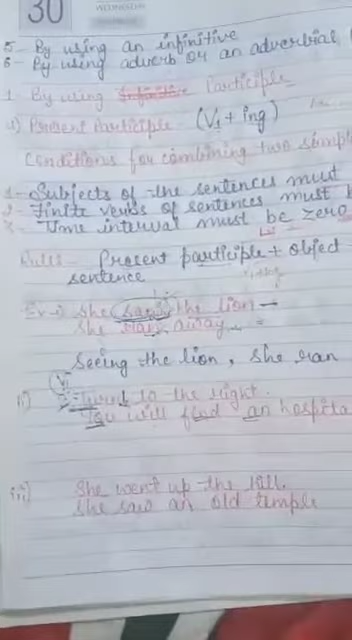 30
WEDNESDAY
5- By using an infinitive
6- By using adverb or an adverbial
1. By using Infinitive Participle
a) Present Participle - (V1 + ing)
Conditions for combining two simple
1- Subjects of the sentences must
2- Finite verbs of sentences must
3- Time interval must be zero
Rules - Present participle + object
sentence
Ex-i) She saw the lion →
She ran away.
Seeing the lion, she ran
ii) Turn to the right.
You will find an hospita
iii) She went up the hill.
She saw an old temple